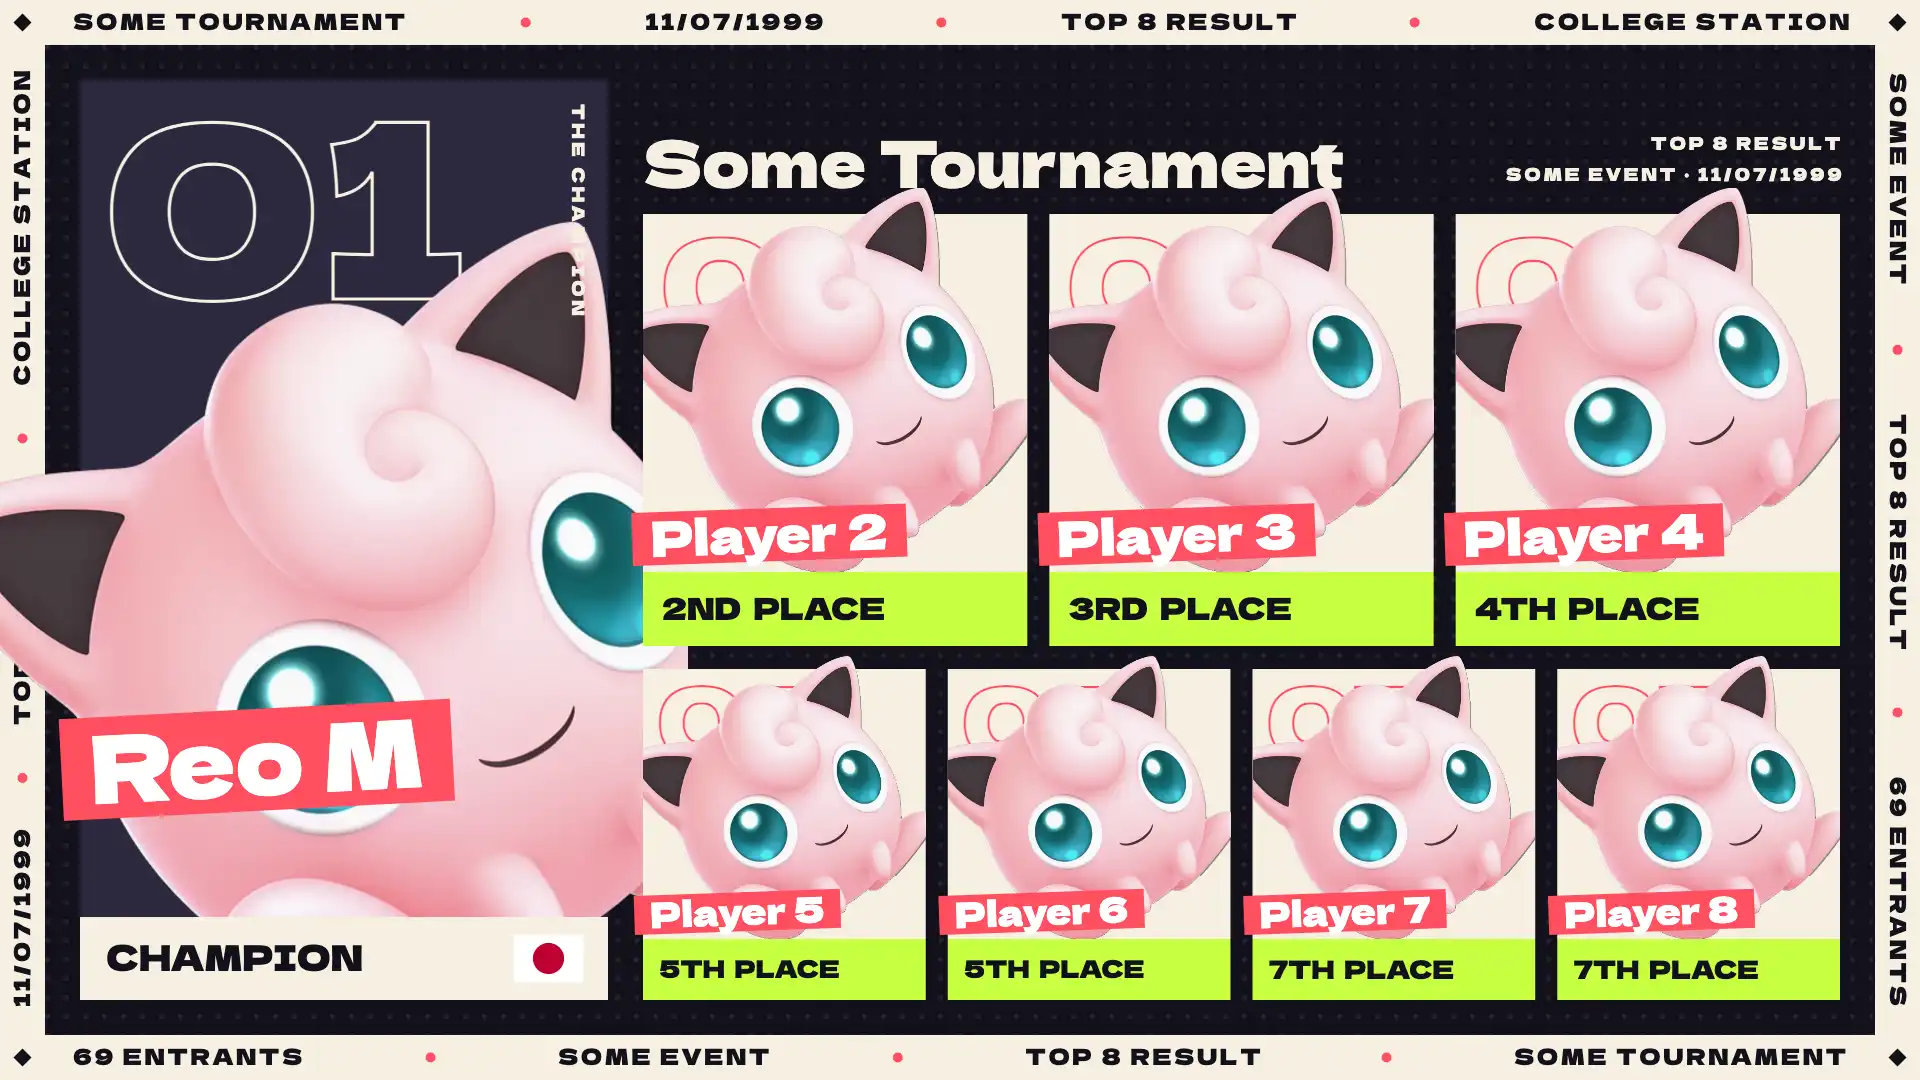 SOME TOURNAMENT
11/07/1999
TOP 8 RESULT
COLLEGE STATION
COLLEGE STATION
11/07/1999
01
THE CHAMPION
Reo M
CHAMPION
Some Tournament
TOP 8 RESULT
SOME EVENT · 11/07/1999
Player 2
2ND PLACE
Player 3
3RD PLACE
Player 4
4TH PLACE
Player 5
5TH PLACE
Player 6
5TH PLACE
Player 7
7TH PLACE
Player 8
7TH PLACE
SOME EVENT
TOP 8 RESULT
69 ENTRANTS
69 ENTRANTS
SOME EVENT
TOP 8 RESULT
SOME TOURNAMENT